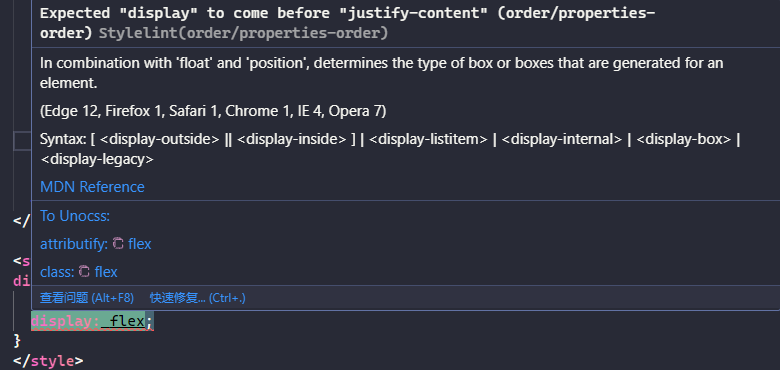 Expected "display" to come before "justify-content" (order/properties-
order) Stylelint(order/properties-order)
In combination with 'float' and 'position', determines the type of box or boxes that are generated for an
element.
(Edge 12, Firefox 1, Safari 1, Chrome 1, IE 4, Opera 7)
Syntax: [ <display-outside> || <display-inside> ] | <display-listitem> | <display-internal> | <display-box> |
<display-legacy>
MDN Reference
</
To Unocss:
attributify: flex
<s
class: flex
di
查看问题 (Alt+F8) 快速修复... (Ctrl+.)
display: flex;
}
</style>